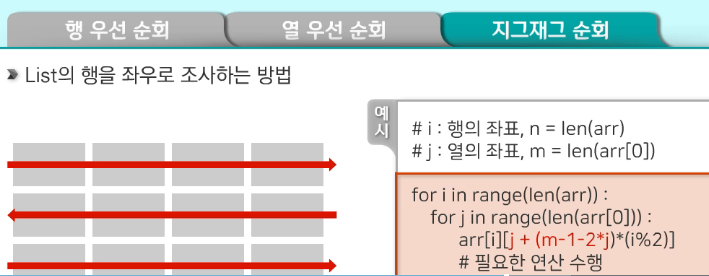 행 우선 순회
열 우선 순회
지그재그 순회
List의 행을 좌우로 조사하는 방법
예시
# i : 행의 좌표, n = len(arr)
# j : 열의 좌표, m = len(arr[0])
for i in range(len(arr)) :
for j in range(len(arr[0])) :
arr[i][j + (m-1-2*j)*(i%2)]
# 필요한 연산 수행